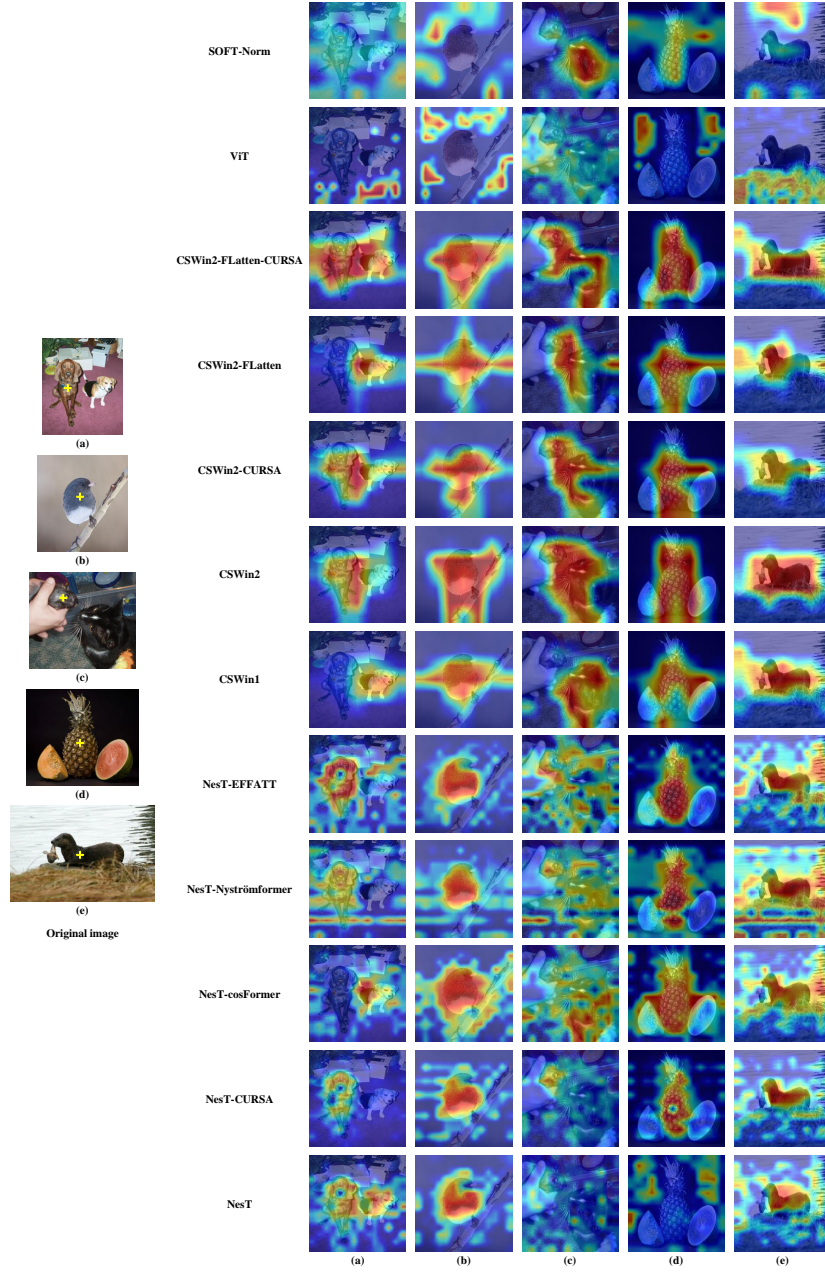 SOFT-Norm
ViT
CSWin2-FLatten-CURSA
CSWin2-FLatten
CSWin2-CURSA
CSWin2
CSWin1
NesT-EFFATT
NesT-Nyströmformer
NesT-cosFormer
NesT-CURSA
NesT
(a)
(b)
(c)
(d)
(e)
Original image
(a) (b) (c) (d) (e)